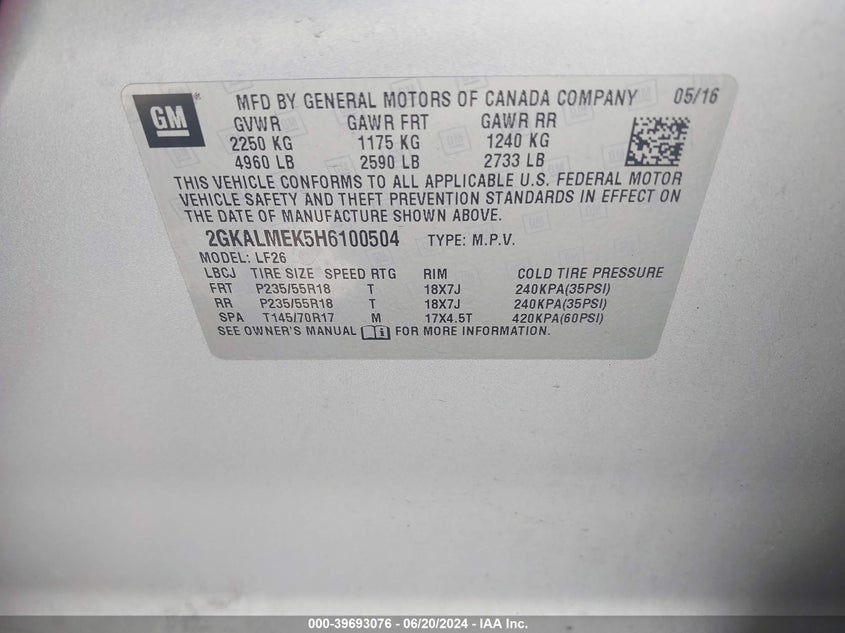 GM ® MFD BY GENERAL MOTORS OF CANADA COMPANY 05/16
GVWR GAWR FRT GAWR RR
2250 KG 1175 KG 1240 KG
4960 LB 2590 LB 2733 LB
THIS VEHICLE CONFORMS TO ALL APPLICABLE U.S. FEDERAL MOTOR
VEHICLE SAFETY AND THEFT PREVENTION STANDARDS IN EFFECT ON
THE DATE OF MANUFACTURE SHOWN ABOVE.
2GKALMEK5H6100504 TYPE: M.P.V.
MODEL: LF26
LBCJ TIRE SIZE SPEED RTG RIM COLD TIRE PRESSURE
FRT P235/55R18 T 18X7J 240KPA(35PSI)
RR P235/55R18 T 18X7J 240KPA(35PSI)
SPA T145/70R17 M 17X4.5T 420KPA(60PSI)
SEE OWNER'S MANUAL FOR MORE INFORMATION.
000-39693076 / 06/20/2024 - IAA Inc.